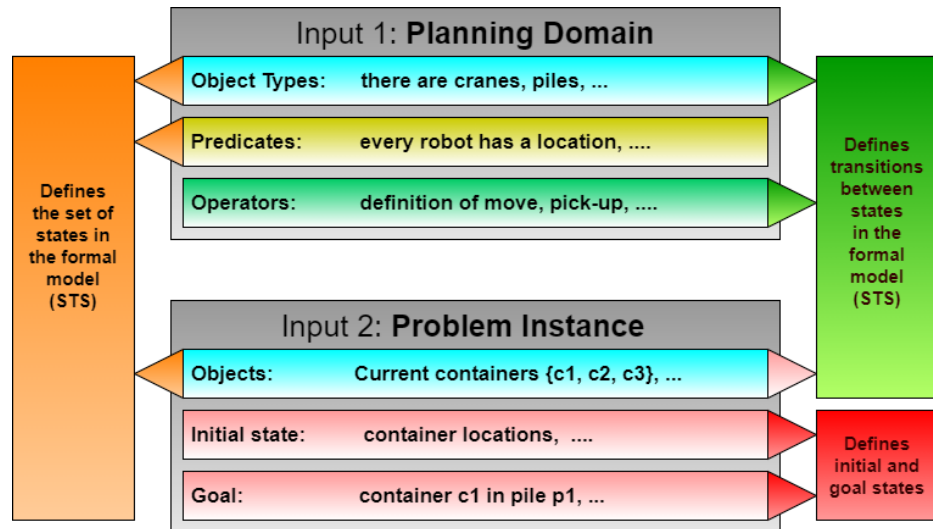 Input 1: Planning Domain
Object Types: there are cranes, piles, ...
Predicates: every robot has a location, ....
Operators: definition of move, pick-up, ....
Defines
the set of
states in
the formal
model
(STS)
Defines
transitions
between
states
in the
formal
model
(STS)
Input 2: Problem Instance
Objects: Current containers {c1, c2, c3}, ...
Initial state: container locations, ....
Goal: container c1 in pile p1, ...
Defines
initial and
goal states